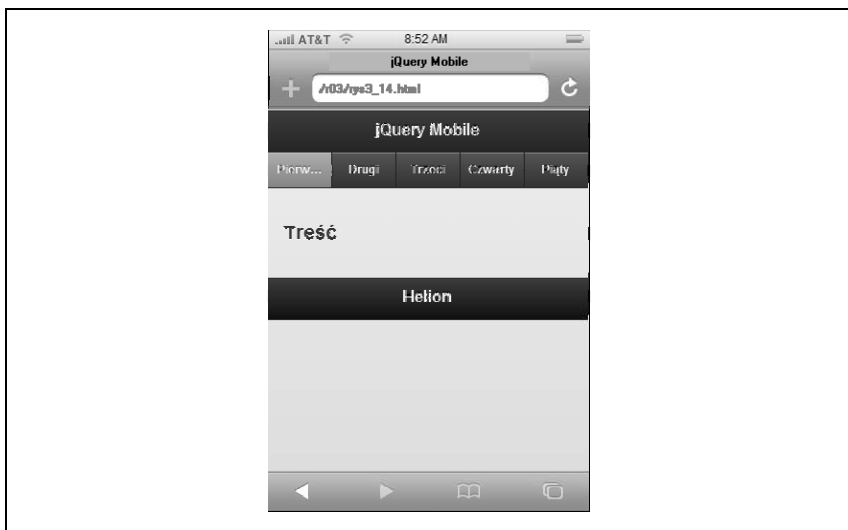 AT&T 8:52 AM
jQuery Mobile
/r03/rys3_14.html
jQuery Mobile
Pierw... Drugi Trzeci Czwarty Piąty
Treść
Helion